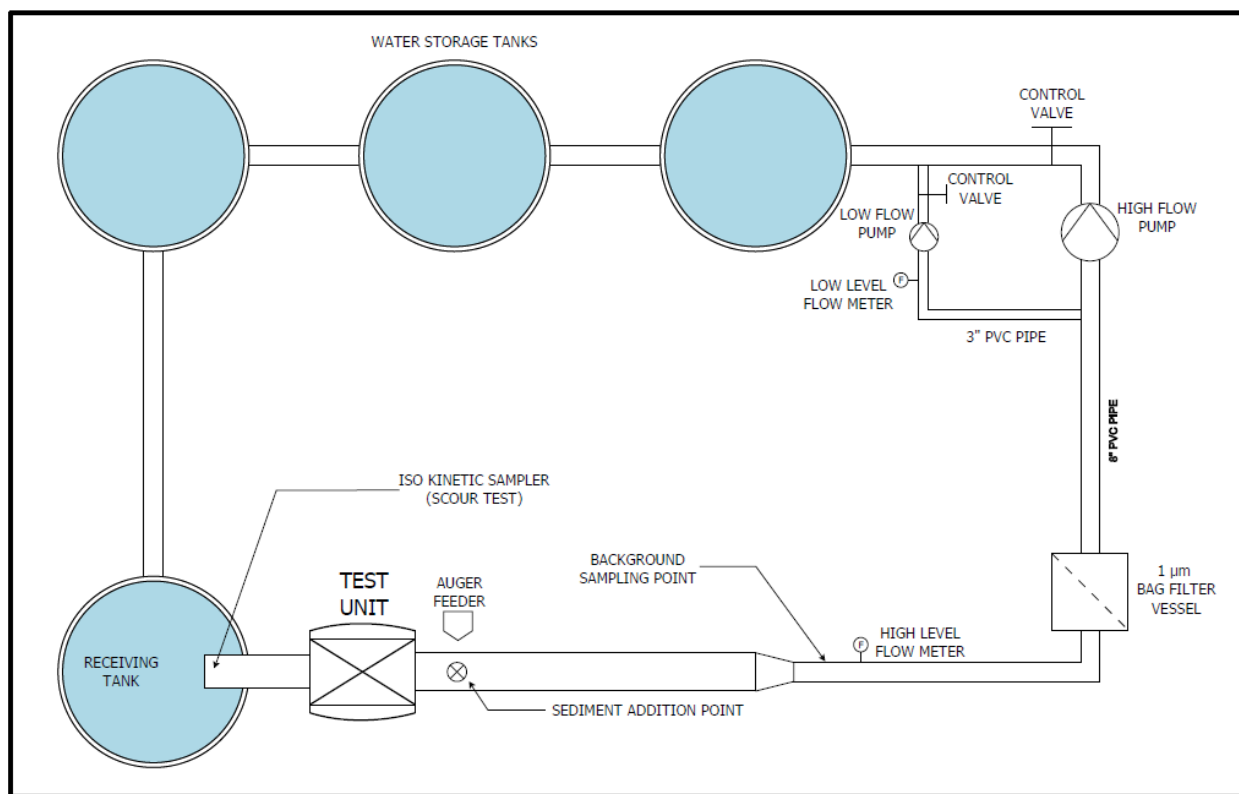 WATER STORAGE TANKS
CONTROL
VALVE
CONTROL
VALVE
LOW FLOW
PUMP
HIGH FLOW
PUMP
F
LOW LEVEL
FLOW METER
3" PVC PIPE
8" PVC PIPE
ISO KINETIC SAMPLER
(SCOUR TEST)
BACKGROUND
SAMPLING POINT
1 µm
BAG FILTER
VESSEL
TEST
UNIT
AUGER
FEEDER
F
HIGH LEVEL
FLOW METER
RECEIVING
TANK
SEDIMENT ADDITION POINT